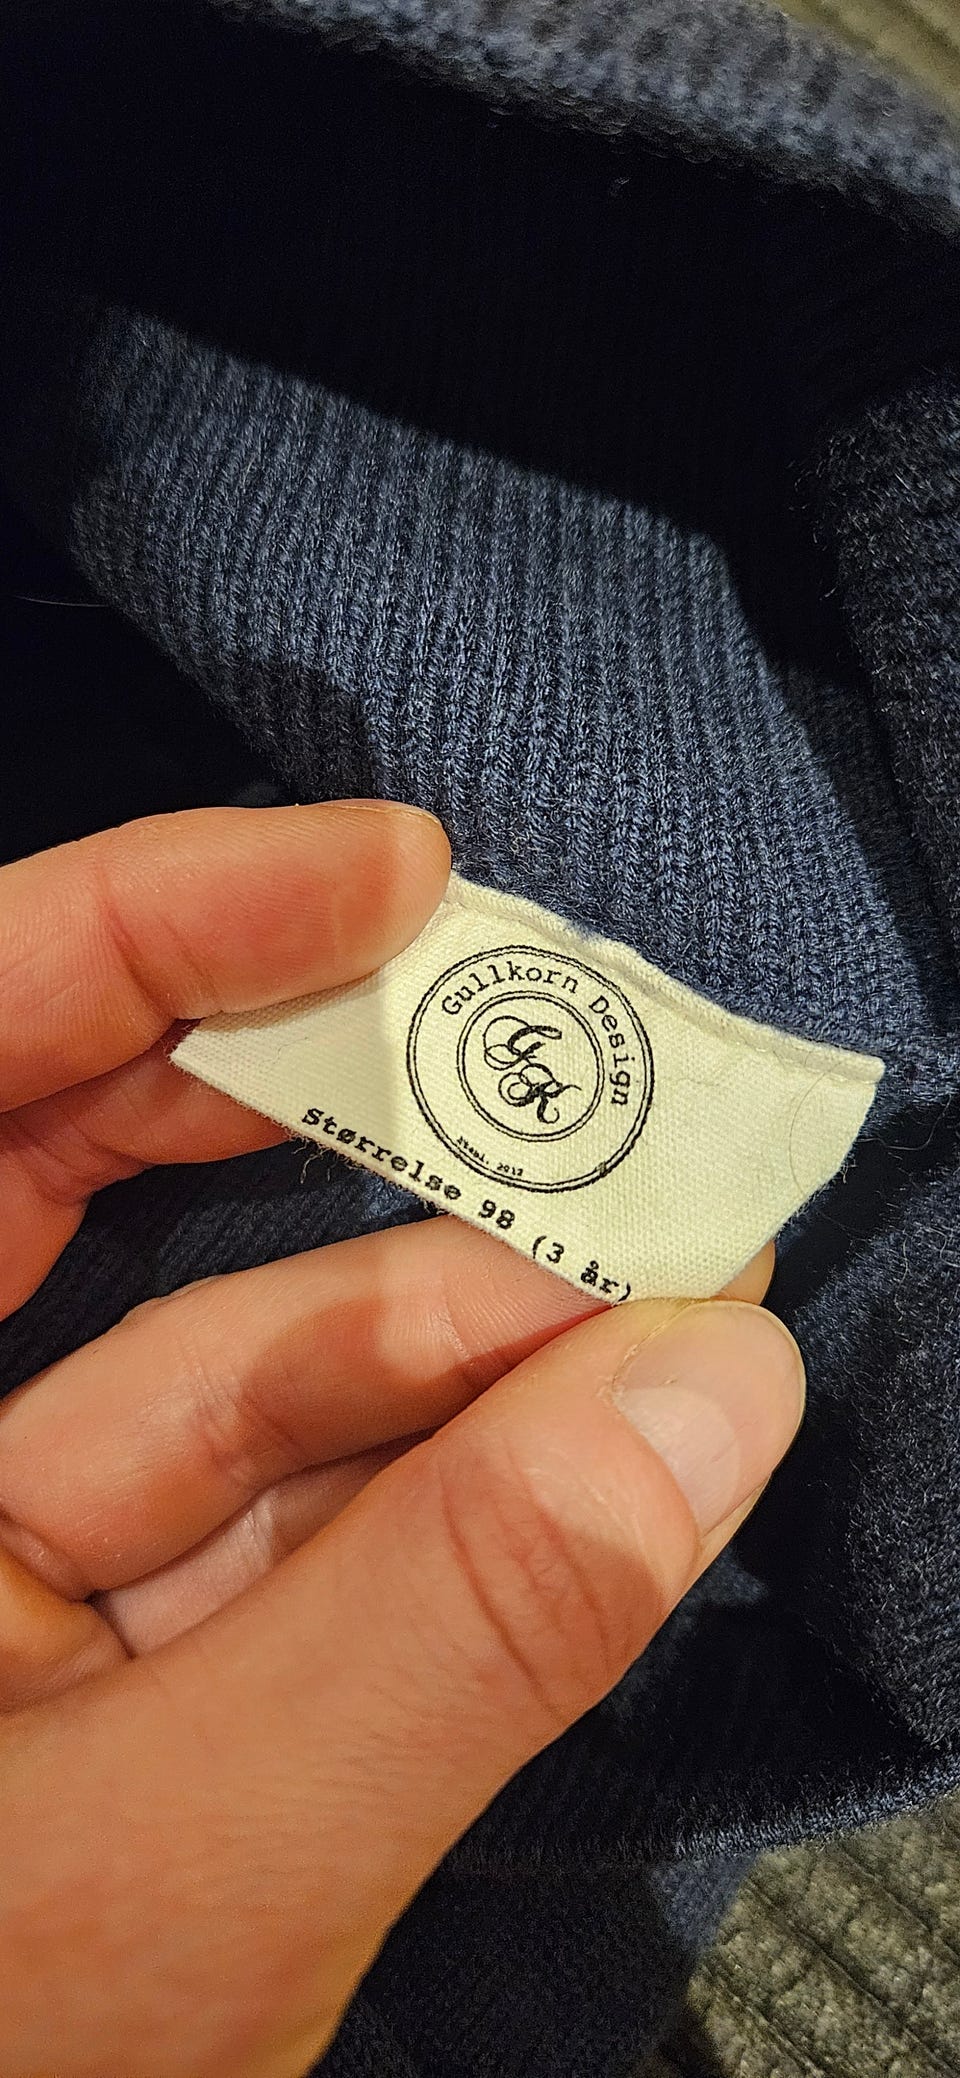 Gullkorn Design
GK
Etabl. 2012
Størrelse 98 (3 år)